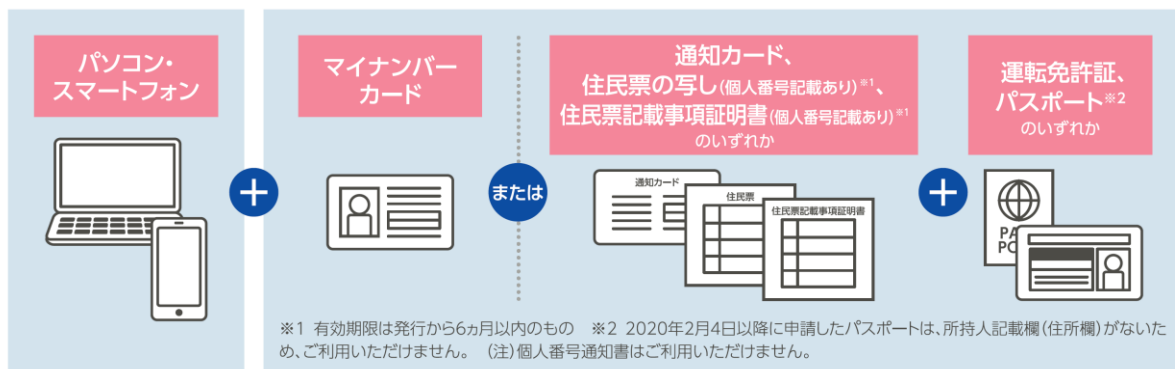 パソコン・
スマートフォン
マイナンバー
カード
または
通知カード、
住民票の写し(個人番号記載あり)※1、
住民票記載事項証明書(個人番号記載あり)※1
のいずれか
運転免許証、
パスポート※2
のいずれか
通知カード
住民票
住民票記載事項証明書
PA
PO
※1 有効期限は発行から6ヵ月以内のもの ※2 2020年2月4日以降に申請したパスポートは、所持人記載欄(住所欄)がないた
め、ご利用いただけません。 (注)個人番号通知書はご利用いただけません。